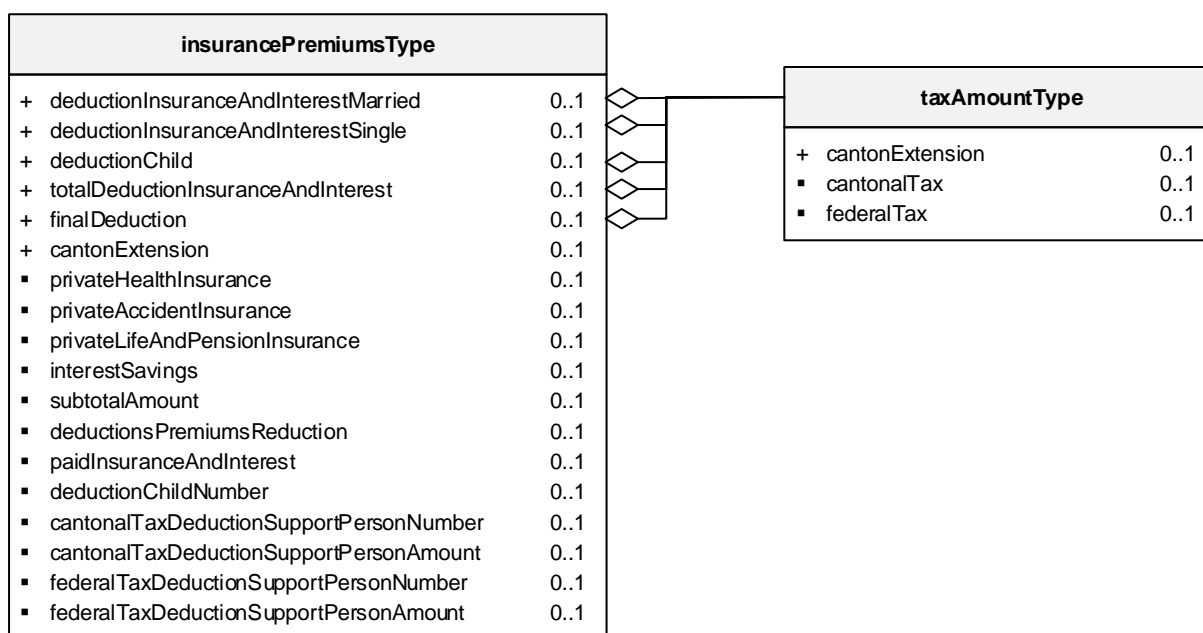 insurancePremiumsType
+ deductionInsuranceAndInterestMarried 0..1
+ deductionInsuranceAndInterestSingle 0..1
+ deductionChild 0..1
+ totalDeductionInsuranceAndInterest 0..1
+ finalDeduction 0..1
+ cantonExtension 0..1
▪ privateHealthInsurance 0..1
▪ privateAccidentInsurance 0..1
▪ privateLifeAndPensionInsurance 0..1
▪ interestSavings 0..1
▪ subtotalAmount 0..1
▪ deductionsPremiumsReduction 0..1
▪ paidInsuranceAndInterest 0..1
▪ deductionChildNumber 0..1
▪ cantonalTaxDeductionSupportPersonNumber 0..1
▪ cantonalTaxDeductionSupportPersonAmount 0..1
▪ federalTaxDeductionSupportPersonNumber 0..1
▪ federalTaxDeductionSupportPersonAmount 0..1
taxAmountType
+ cantonExtension 0..1
▪ cantonalTax 0..1
▪ federalTax 0..1